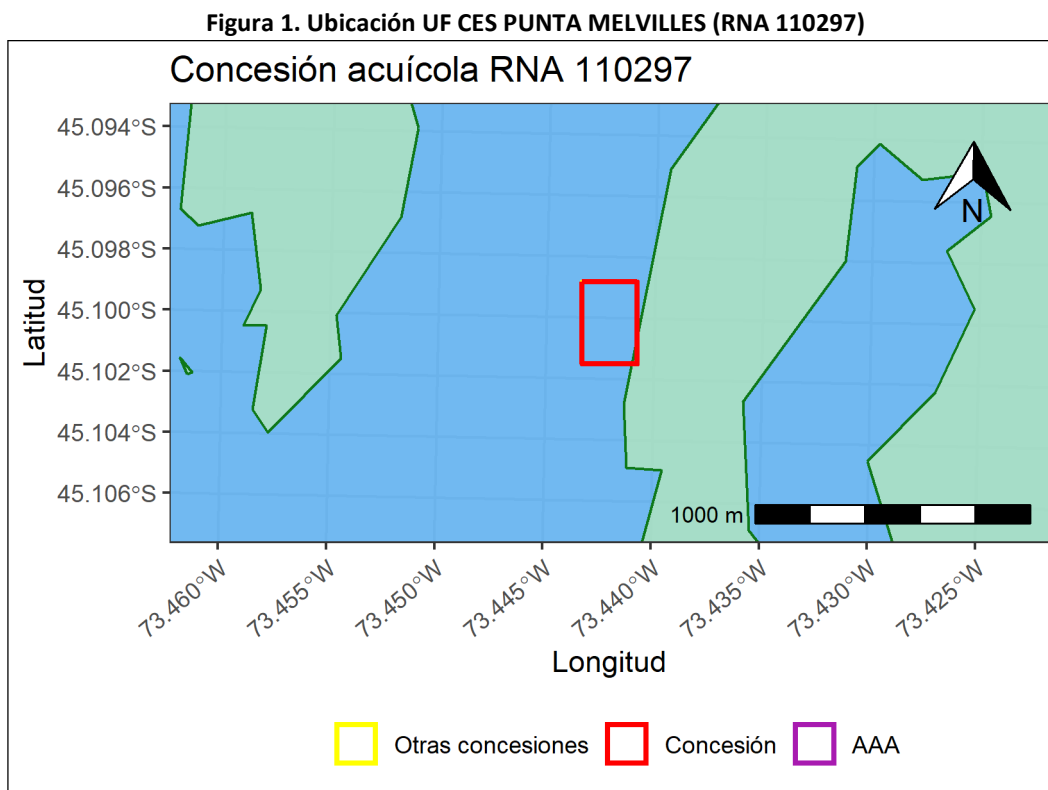 Figura 1. Ubicación UF CES PUNTA MELVILLES (RNA 110297)
Concesión acuícola RNA 110297
45.094°S
45.096°S
45.098°S
45.100°S
45.102°S
45.104°S
45.106°S
Latitud
N
1000 m
73.460°W
73.455°W
73.450°W
73.445°W
73.440°W
73.435°W
73.430°W
73.425°W
Longitud
Otras concesiones
Concesión
AAA